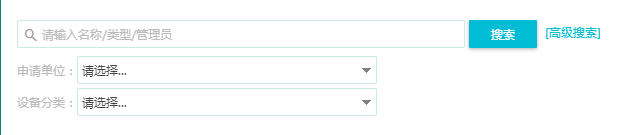 请输入名称/类型/管理员 搜索 [高级搜索]
申请单位： 请选择...
设备分类： 请选择...